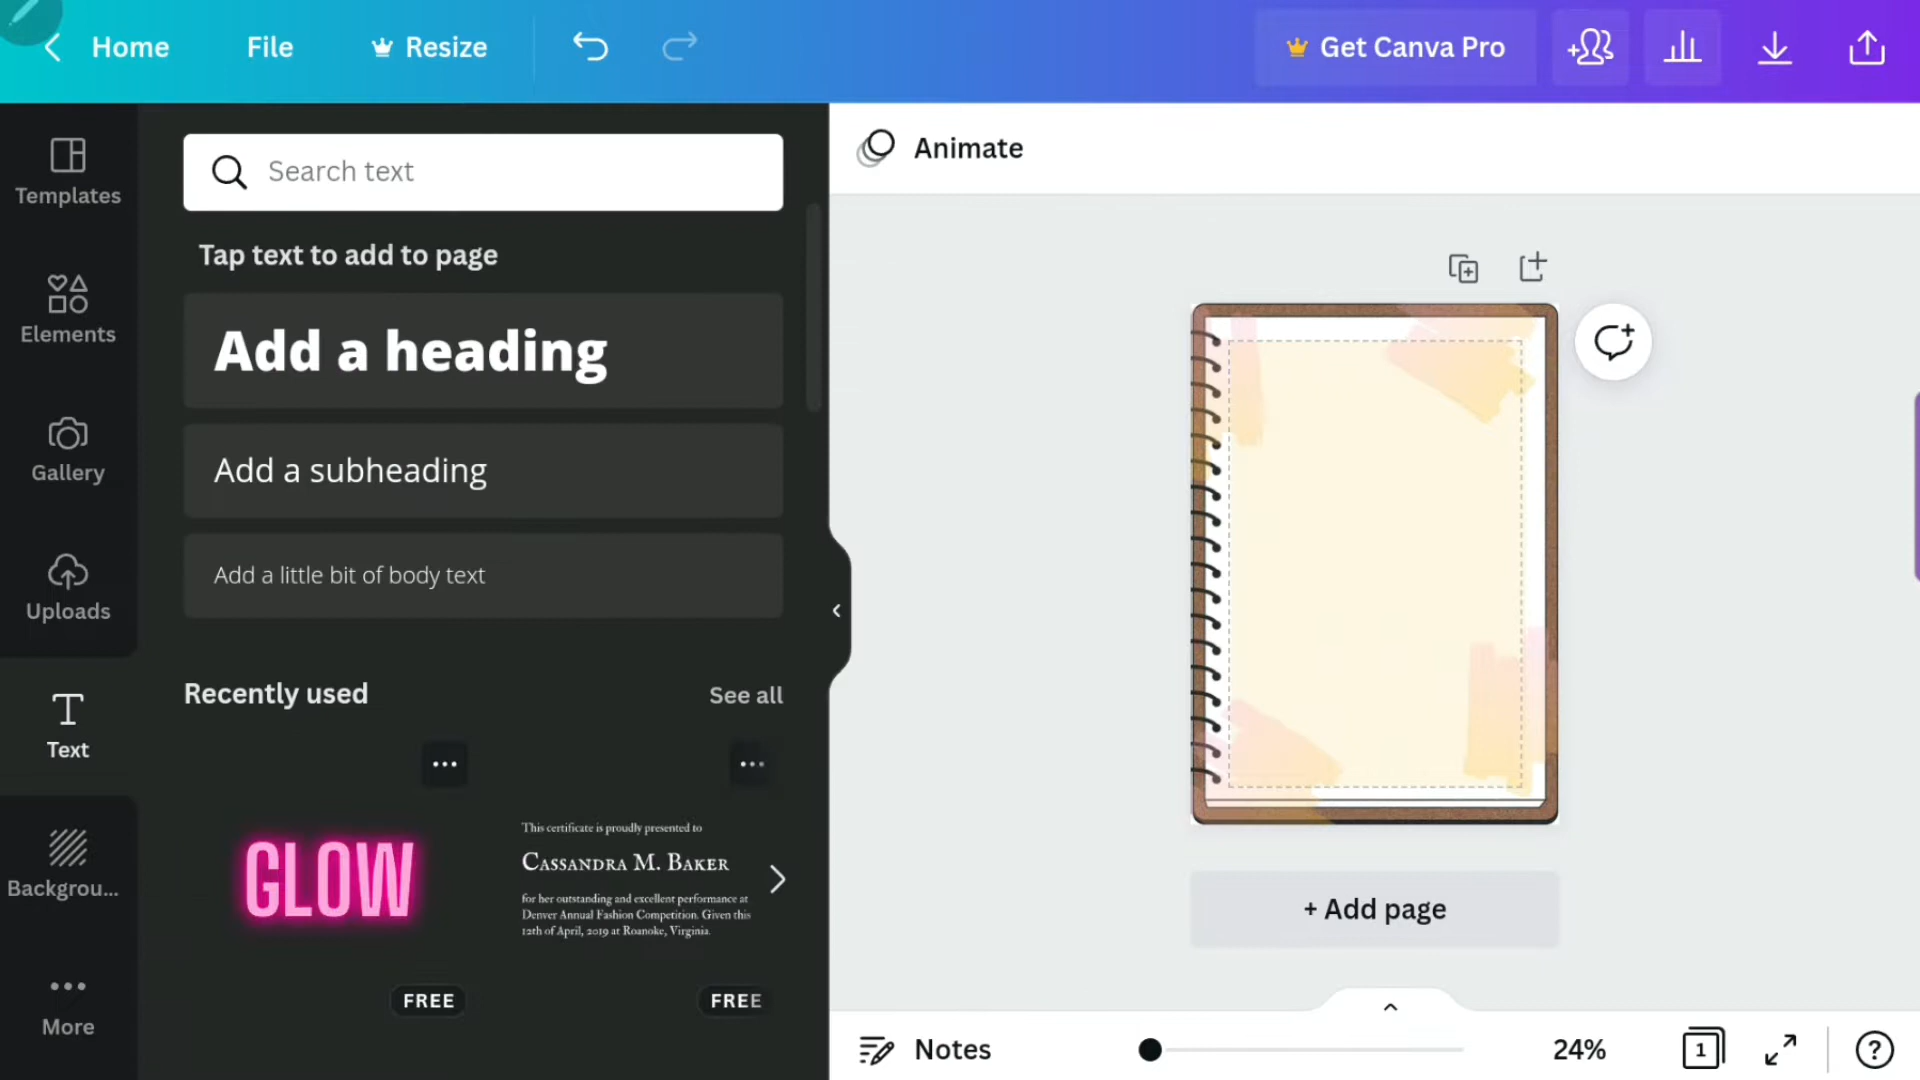 Home File Resize Get Canva Pro
Templates
Elements
Gallery
Uploads
Text
Backgrou...
More
Search text
Tap text to add to page
Add a heading
Add a subheading
Add a little bit of body text
Recently used See all
GLOW
FREE
This certificate is proudly presented to
Cassandra M. Baker
for her outstanding and excellent performance at
Denver Annual Fashion Competition. Given this
12th of April, 2019 at Roanoke, Virginia.
FREE
Animate
+ Add page
Notes 24% 1 ?